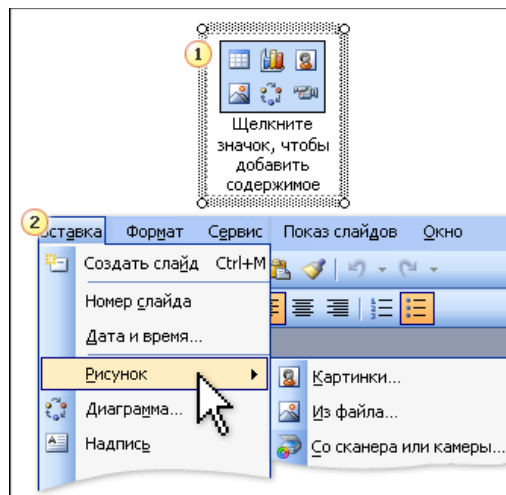 1
Щелкните
значок, чтобы
добавить
содержимое
2
ставка Формат Сервис Показ слайдов Окно
Создать слайд Ctrl+M
Номер слайда
Дата и время...
Рисунок
Картинки...
Диаграмма...
Из файла...
Надпись
Со сканера или камеры...